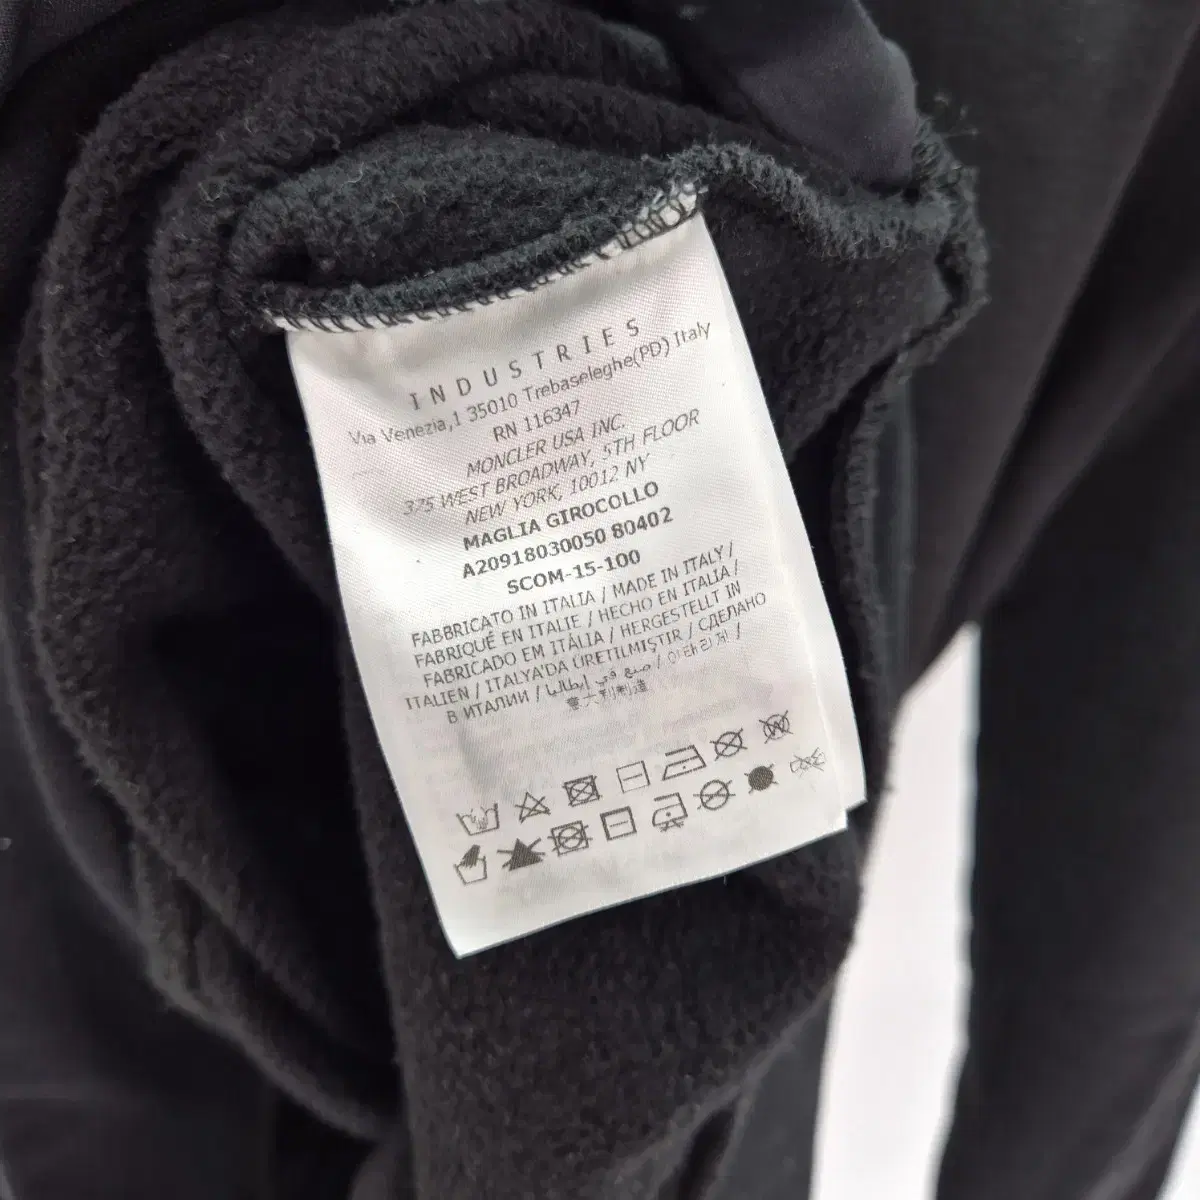 INDUSTRIES
Via Venezia,1 35010 Trebaseleghe(PD) Italy
RN 116347
MONCLER USA INC.
375 WEST BROADWAY, 5TH FLOOR
NEW YORK, 10012 NY
MAGLIA GIROCOLLO
A20918030050 80402
SCOM-15-100
FABBRICATO IN ITALIA / MADE IN ITALY /
FABRIQUÉ EN ITALIE / HECHO EN ITALIA /
FABRICADO EM ITÁLIA / HERGESTELLT IN
ITALIEN / ITALYA'DA ÜRETILMIŞTIR / СДЕЛАНО
В ИТАЛИИ / صنع في إيطاليا / 이태리제 /
意大利制造